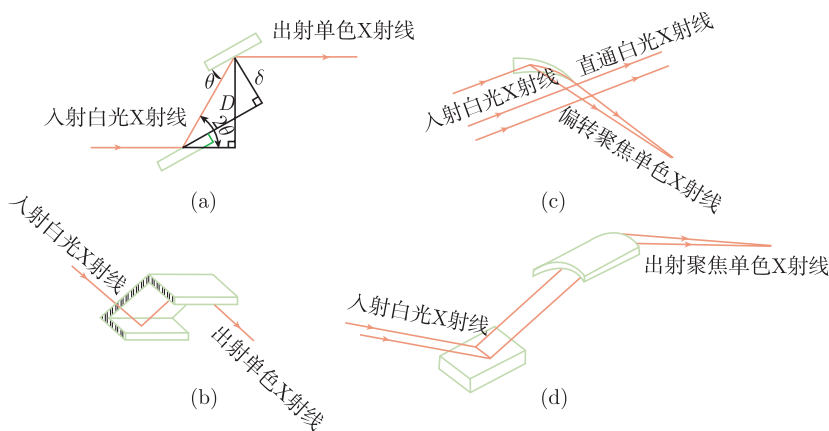 出射单色X射线
θ
δ
D
入射白光X射线
2θ
(a)
直通白光X射线
入射白光X射线
偏转聚焦单色X射线
(c)
入射白光X射线
出射单色X射线
(b)
出射聚焦单色X射线
入射白光X射线
(d)